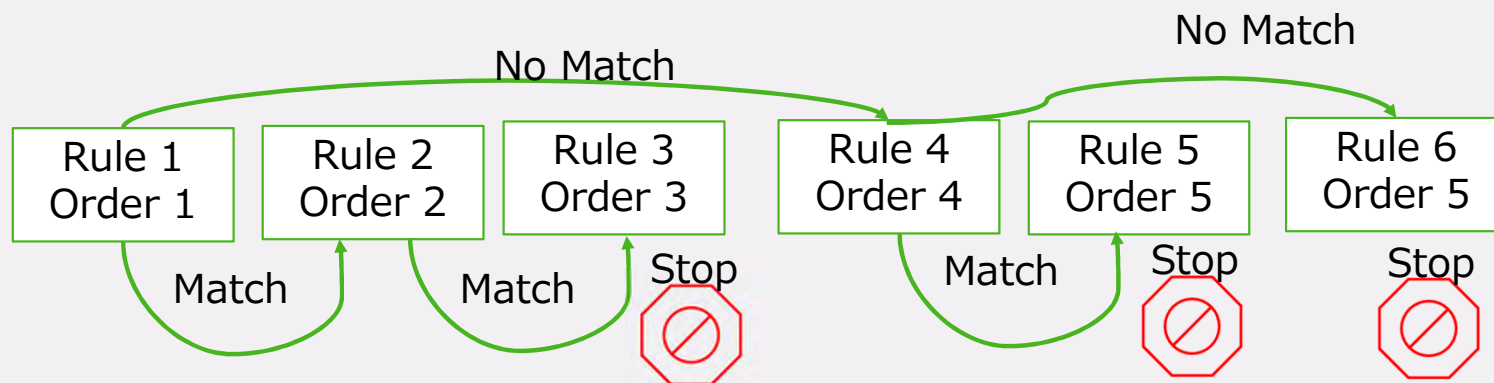 No Match
No Match
Rule 1
Order 1
Rule 2
Order 2
Rule 3
Order 3
Rule 4
Order 4
Rule 5
Order 5
Rule 6
Order 5
Match
Match
Stop
Match
Stop
Stop